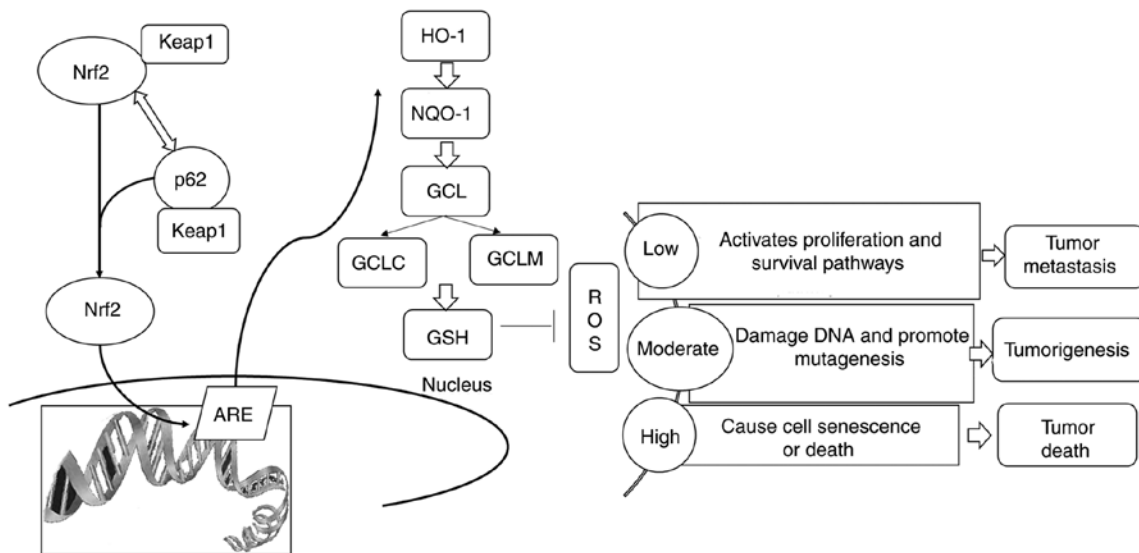 Keap1
Nrf2
p62
Keap1
Nrf2
ARE
Nucleus
HO-1
NQO-1
GCL
GCLC
GCLM
GSH
ROS
Low
Activates proliferation and
survival pathways
Tumor
metastasis
Moderate
Damage DNA and promote
mutagenesis
Tumorigenesis
High
Cause cell senescence
or death
Tumor
death